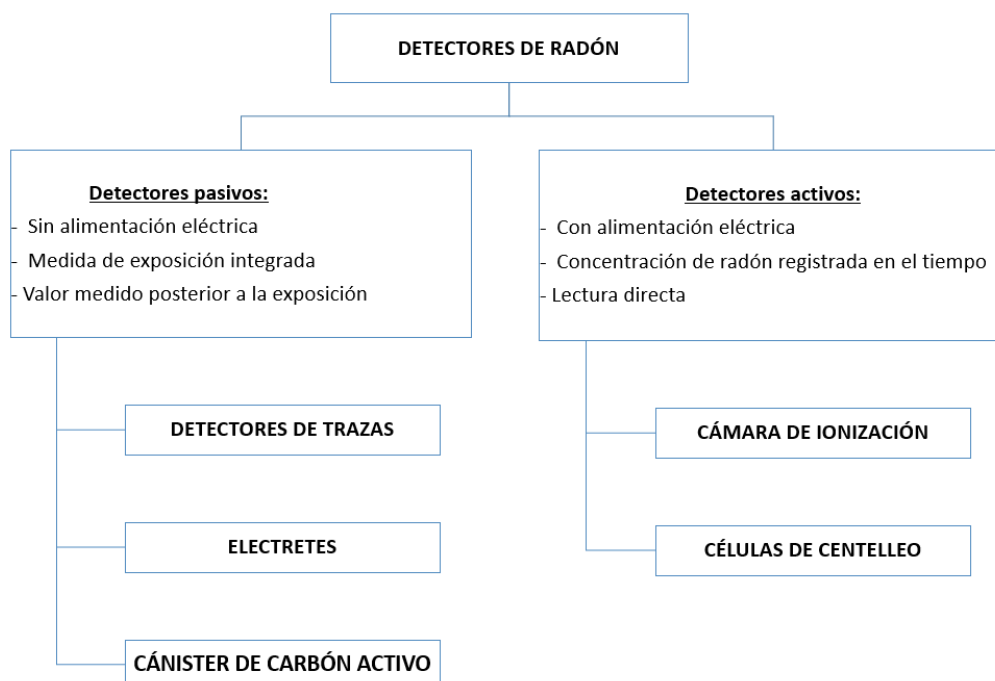 DETECTORES DE RADÓN
Detectores pasivos:
- Sin alimentación eléctrica
- Medida de exposición integrada
- Valor medido posterior a la exposición
DETECTORES DE TRAZAS
ELECTRETES
CÁNISTER DE CARBÓN ACTIVO
Detectores activos:
- Con alimentación eléctrica
- Concentración de radón registrada en el tiempo
- Lectura directa
CÁMARA DE IONIZACIÓN
CÉLULAS DE CENTELLEO